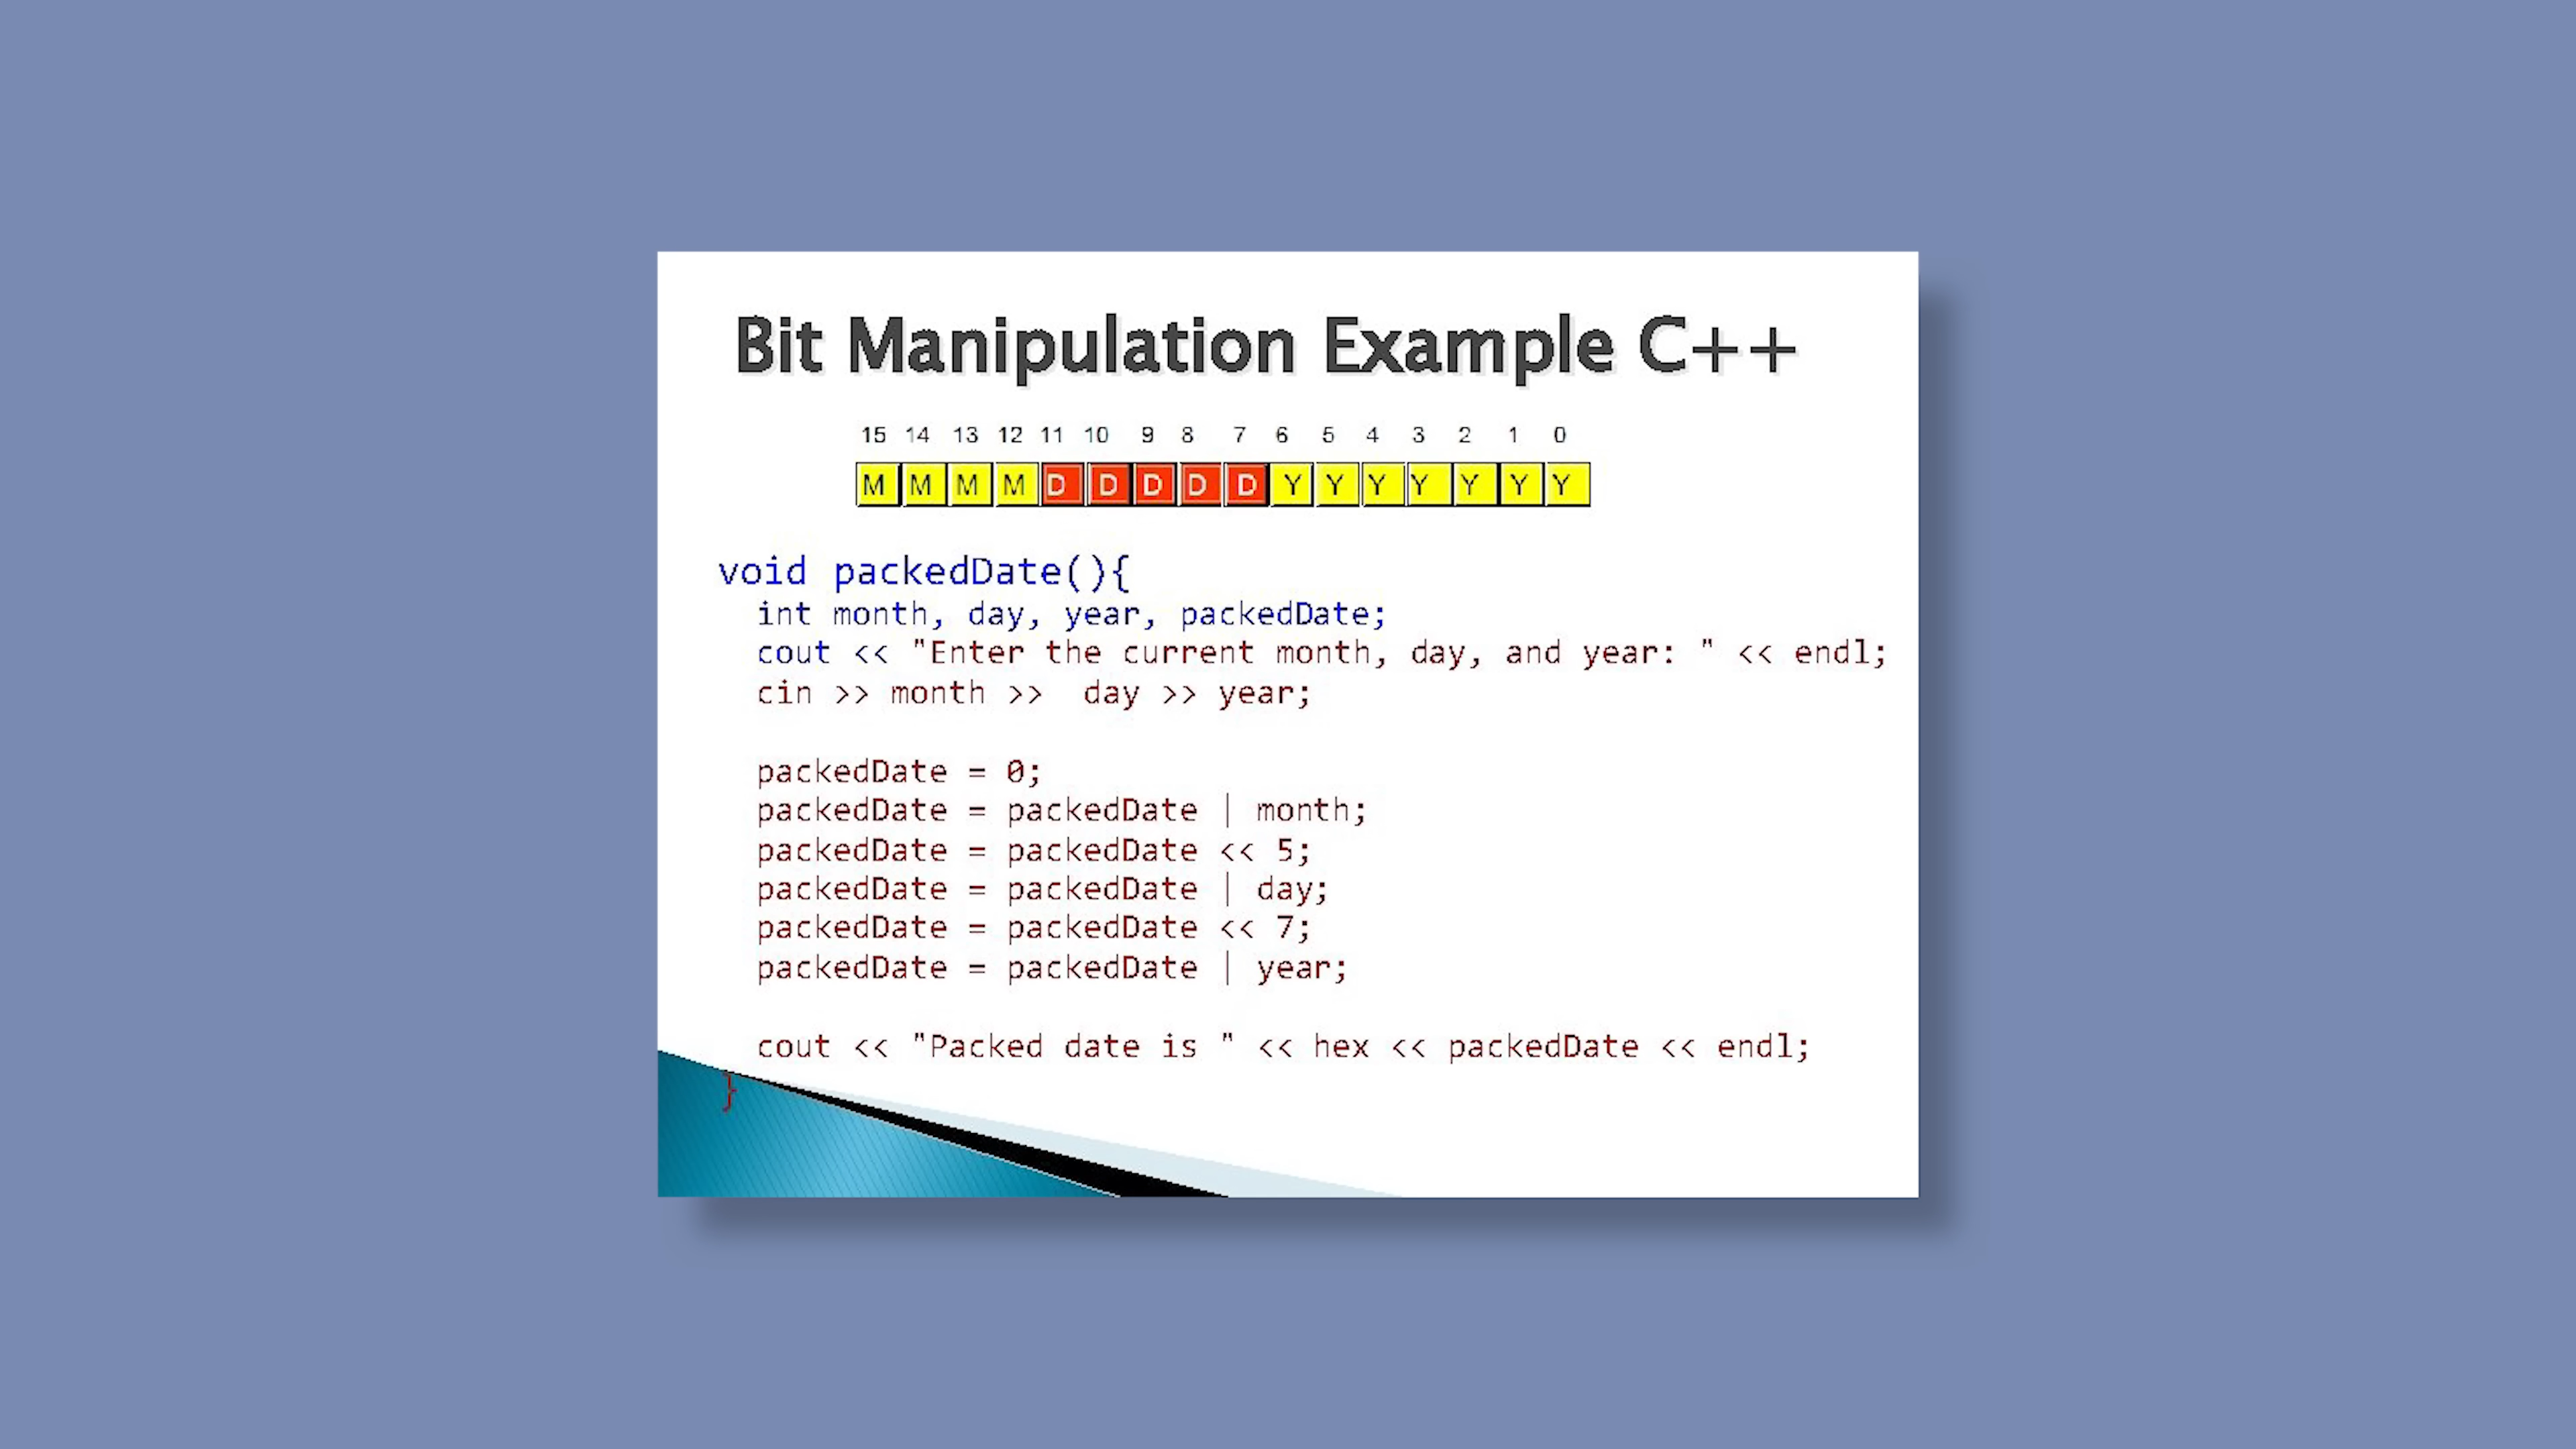 Bit Manipulation Example C++
15 14 13 12 11 10 9 8 7 6 5 4 3 2 1 0
M M M M D D D D D Y Y Y Y Y Y Y
void packedDate(){
int month, day, year, packedDate;
cout << "Enter the current month, day, and year: " << endl;
cin >> month >>  day >> year;
packedDate = 0;
packedDate = packedDate | month;
packedDate = packedDate << 5;
packedDate = packedDate | day;
packedDate = packedDate << 7;
packedDate = packedDate | year;
cout << "Packed date is " << hex << packedDate << endl;
}